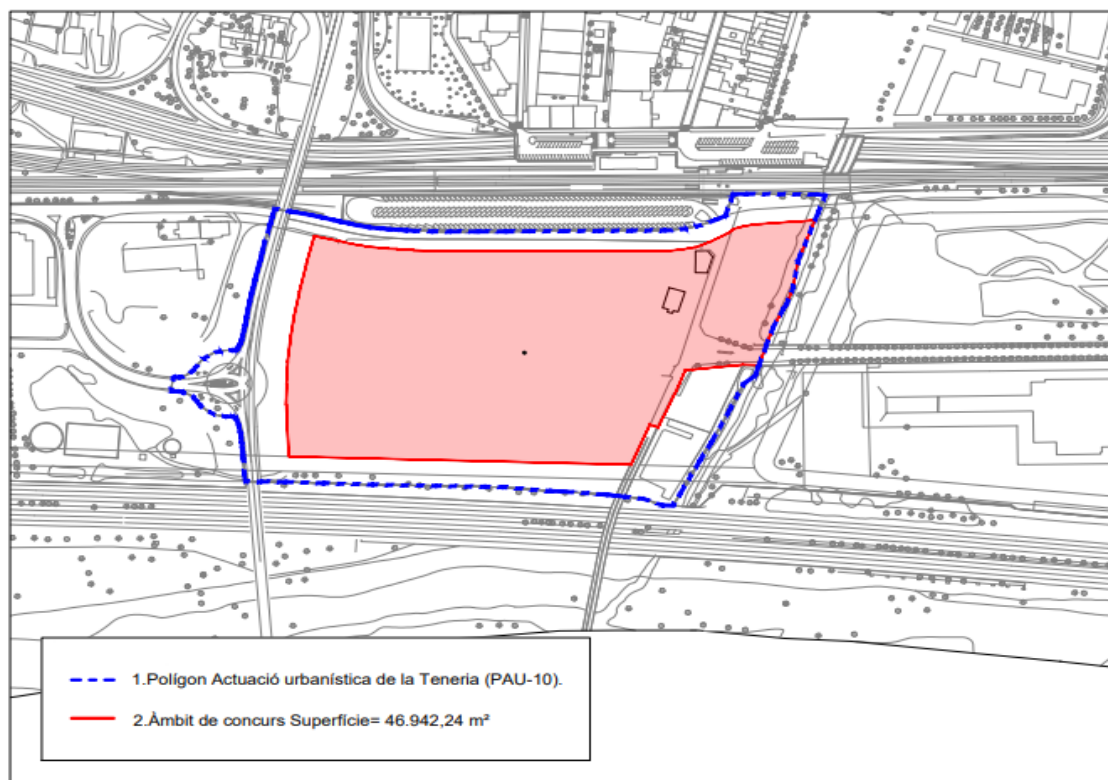 1.Polígon Actuació urbanística de la Teneria (PAU-10).
2.Àmbit de concurs Superfície= 46.942,24 m²